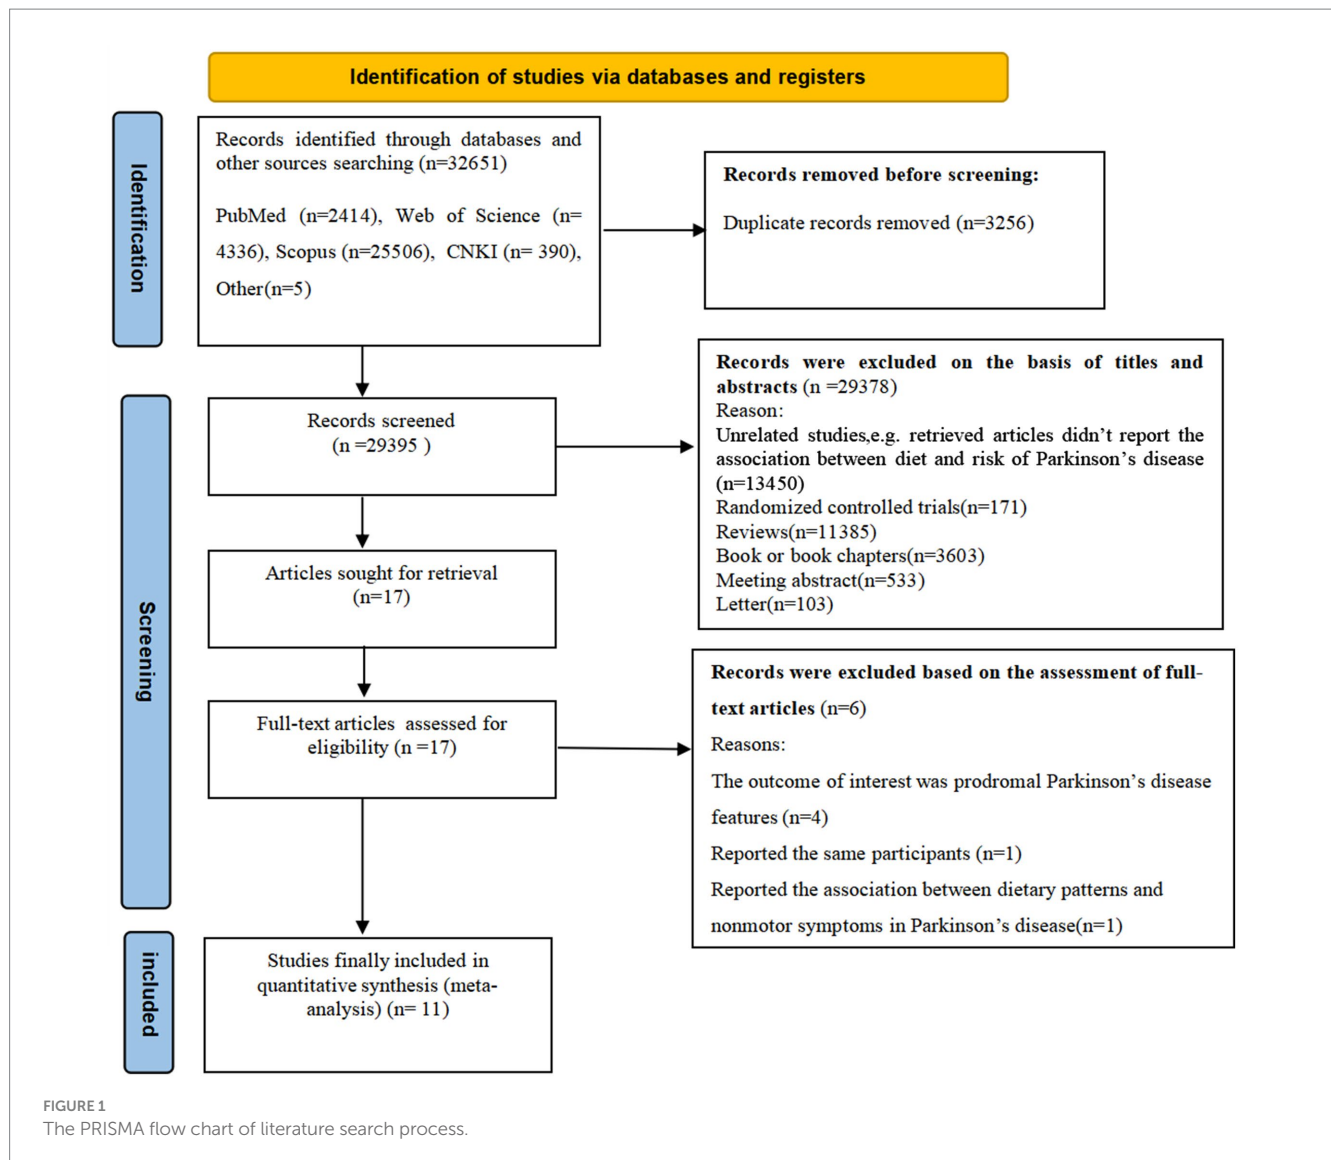 Identification of studies via databases and registers
Identification
Records identified through databases and
other sources searching (n=32651)
PubMed (n=2414), Web of Science (n=
4336), Scopus (n=25506), CNKI (n= 390),
Other(n=5)
Records removed before screening:
Duplicate records removed (n=3256)
Screening
Records screened
(n =29395 )
Records were excluded on the basis of titles and
abstracts (n =29378)
Reason:
Unrelated studies,e.g. retrieved articles didn't report the
association between diet and risk of Parkinson's disease
(n=13450)
Randomized controlled trials(n=171)
Reviews(n=11385)
Book or book chapters(n=3603)
Meeting abstract(n=533)
Letter(n=103)
Articles sought for retrieval
(n=17)
Full-text articles assessed for
eligibility (n =17)
Records were excluded based on the assessment of full-
text articles (n=6)
Reasons:
The outcome of interest was prodromal Parkinson's disease
features (n=4)
Reported the same participants (n=1)
Reported the association between dietary patterns and
nonmotor symptoms in Parkinson's disease(n=1)
included
Studies finally included in
quantitative synthesis (meta-
analysis) (n= 11)
FIGURE 1
The PRISMA flow chart of literature search process.